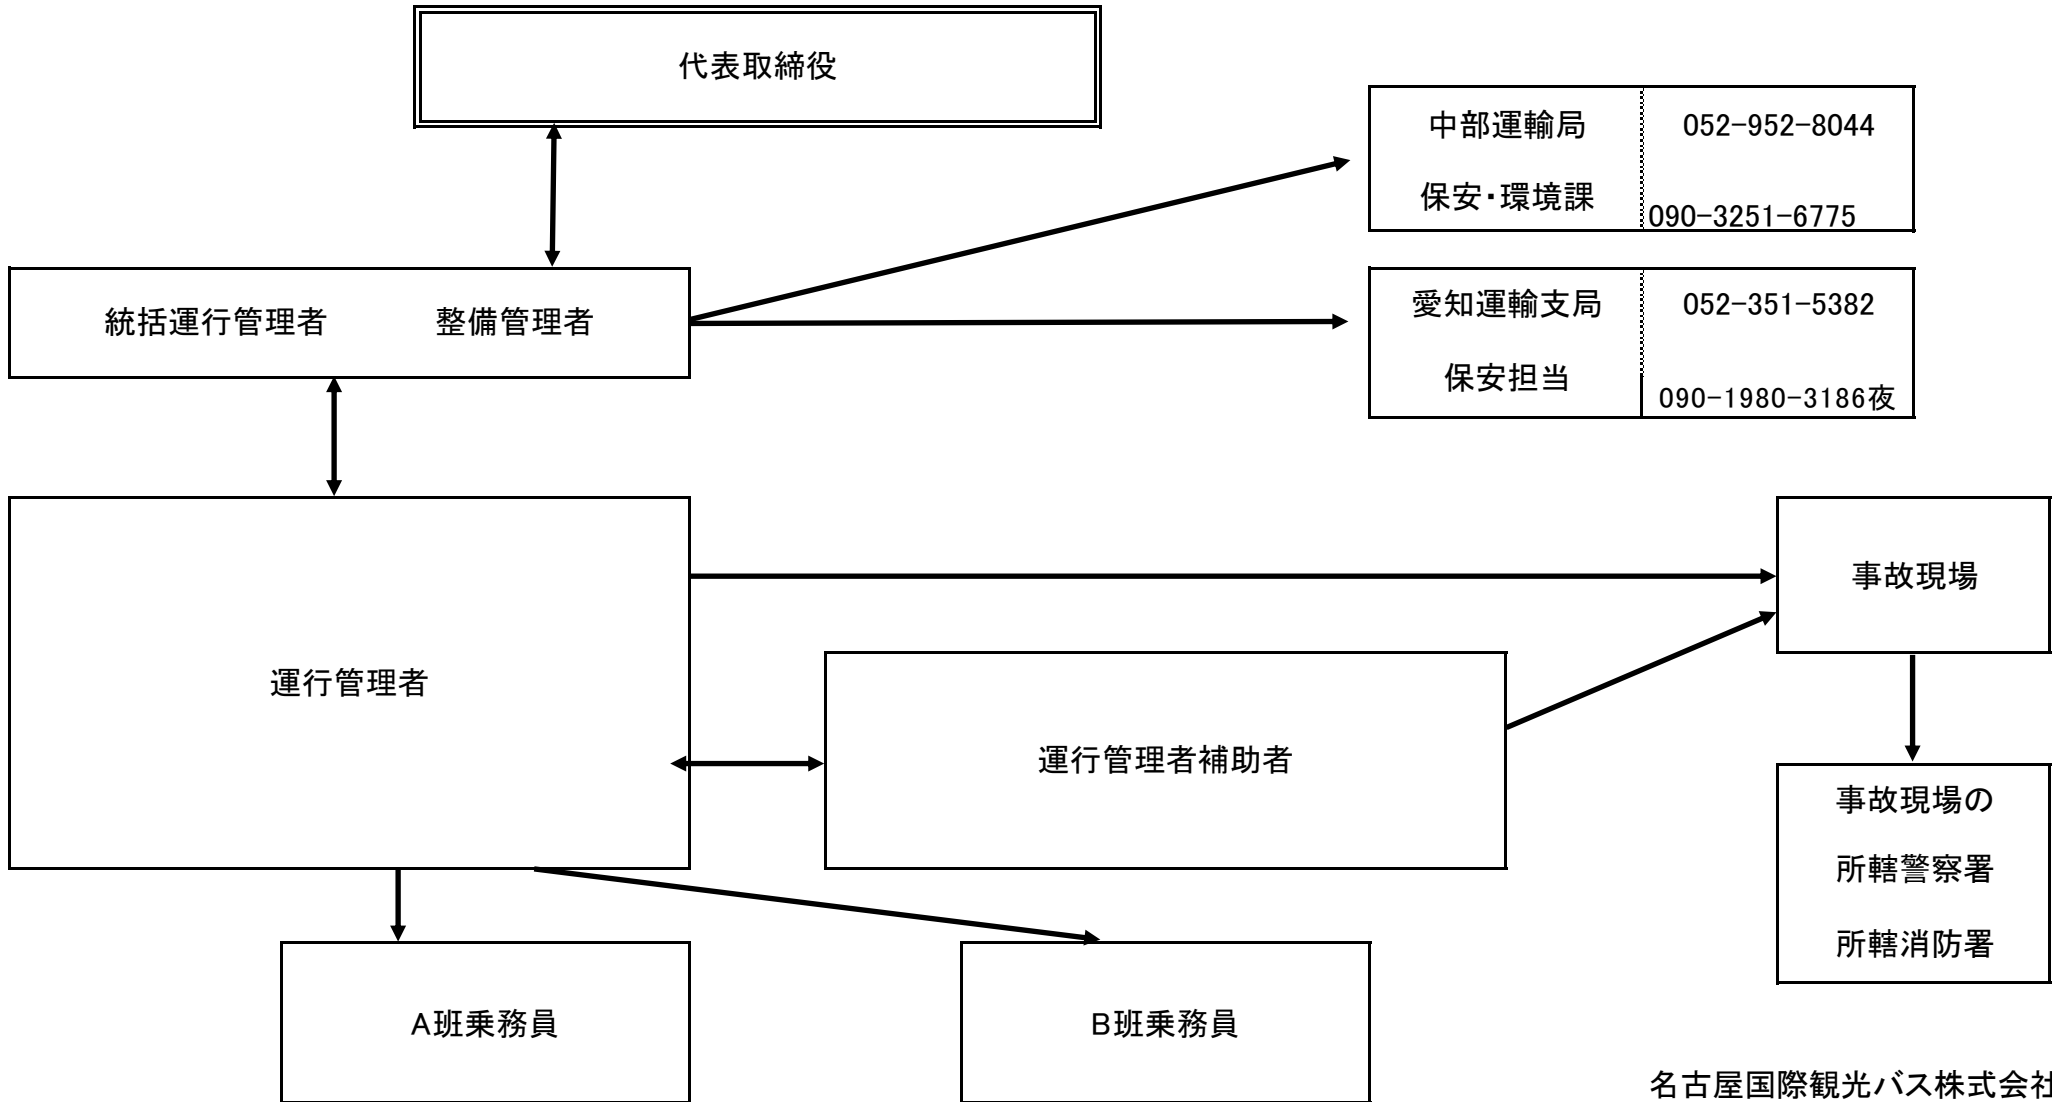 代表取締役
中部運輸局 052-952-8044
保安・環境課 090-3251-6775
統括運行管理者 整備管理者
愛知運輸支局 052-351-5382
保安担当 090-1980-3186夜
事故現場
運行管理者
運行管理者補助者
事故現場の
所轄警察署
所轄消防署
A班乗務員
B班乗務員
名古屋国際観光バス株式会社